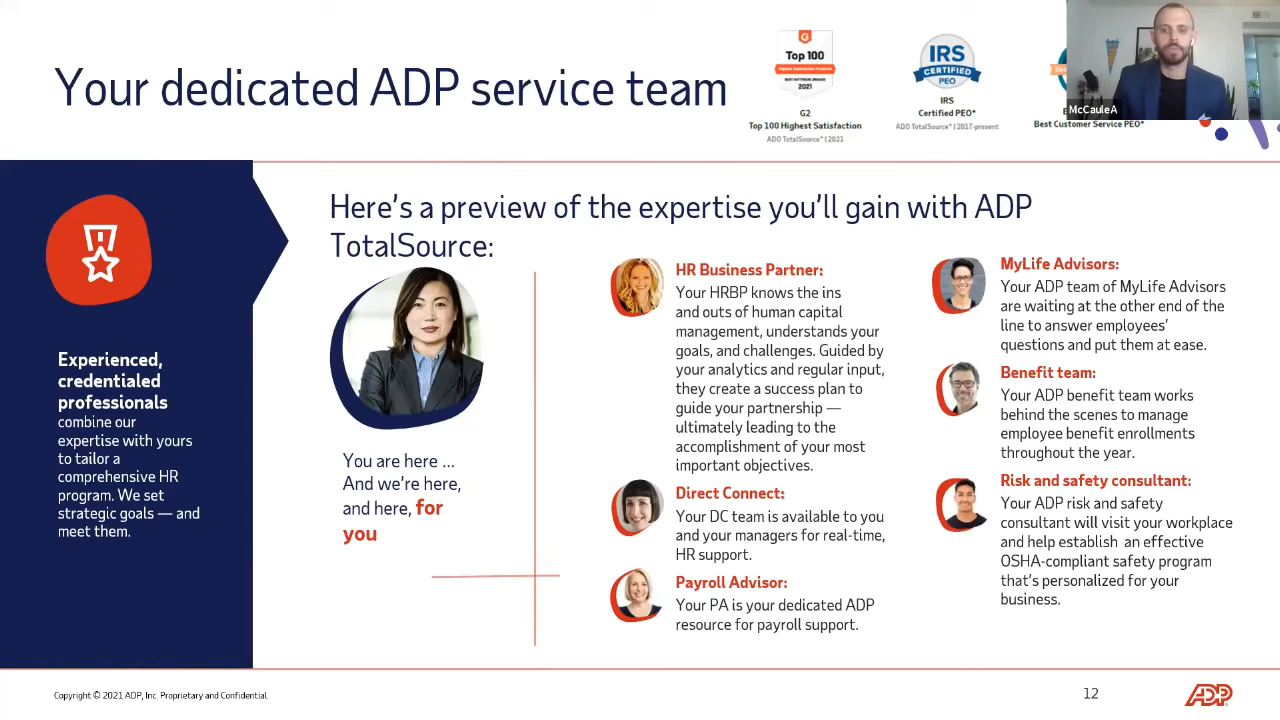 Your dedicated ADP service team
Top 100
2021
G2
Top 100 Highest Satisfaction
ADO TotalSource* | 2021
IRS
CERTIFIED
PEO
IRS
Certified PEO*
ADO TotalSource* | 2017-present
Best Customer Service PEO*
McCaule A
Experienced,
credentialed
professionals
combine our
expertise with yours
to tailor a
comprehensive HR
program. We set
strategic goals — and
meet them.
Here's a preview of the expertise you'll gain with ADP
TotalSource:
You are here ...
And we're here,
and here, for
you
HR Business Partner:
Your HRBP knows the ins
and outs of human capital
management, understands your
goals, and challenges. Guided by
your analytics and regular input,
they create a success plan to
guide your partnership —
ultimately leading to the
accomplishment of your most
important objectives.
Direct Connect:
Your DC team is available to you
and your managers for real-time,
HR support.
Payroll Advisor:
Your PA is your dedicated ADP
resource for payroll support.
MyLife Advisors:
Your ADP team of MyLife Advisors
are waiting at the other end of the
line to answer employees'
questions and put them at ease.
Benefit team:
Your ADP benefit team works
behind the scenes to manage
employee benefit enrollments
throughout the year.
Risk and safety consultant:
Your ADP risk and safety
consultant will visit your workplace
and help establish an effective
OSHA-compliant safety program
that's personalized for your
business.
Copyright © 2021 ADP, Inc. Proprietary and Confidential.
12
ADP